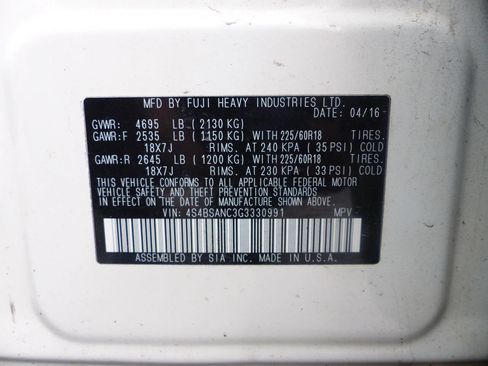 MFD BY FUJI HEAVY INDUSTRIES LTD.
DATE: 04/16
GVWR: 4695 LB (2130 KG)
GAWR:F 2535 LB (1150 KG) WITH 225/60R18 TIRES.
18X7J RIMS. AT 240 KPA (35 PSI) COLD
GAWR:R 2645 LB (1200 KG) WITH 225/60R18 TIRES.
18X7J RIMS. AT 230 KPA (33 PSI) COLD
THIS VEHICLE CONFORMS TO ALL APPLICABLE FEDERAL MOTOR
VEHICLE SAFETY AND THEFT PREVENTION STANDARDS
IN EFFECT ON THE DATE OF MANUFACTURE SHOWN ABOVE.
VIN: 4S4BSANC3G3330991 MPV
ASSEMBLED BY SIA INC. MADE IN U.S.A.